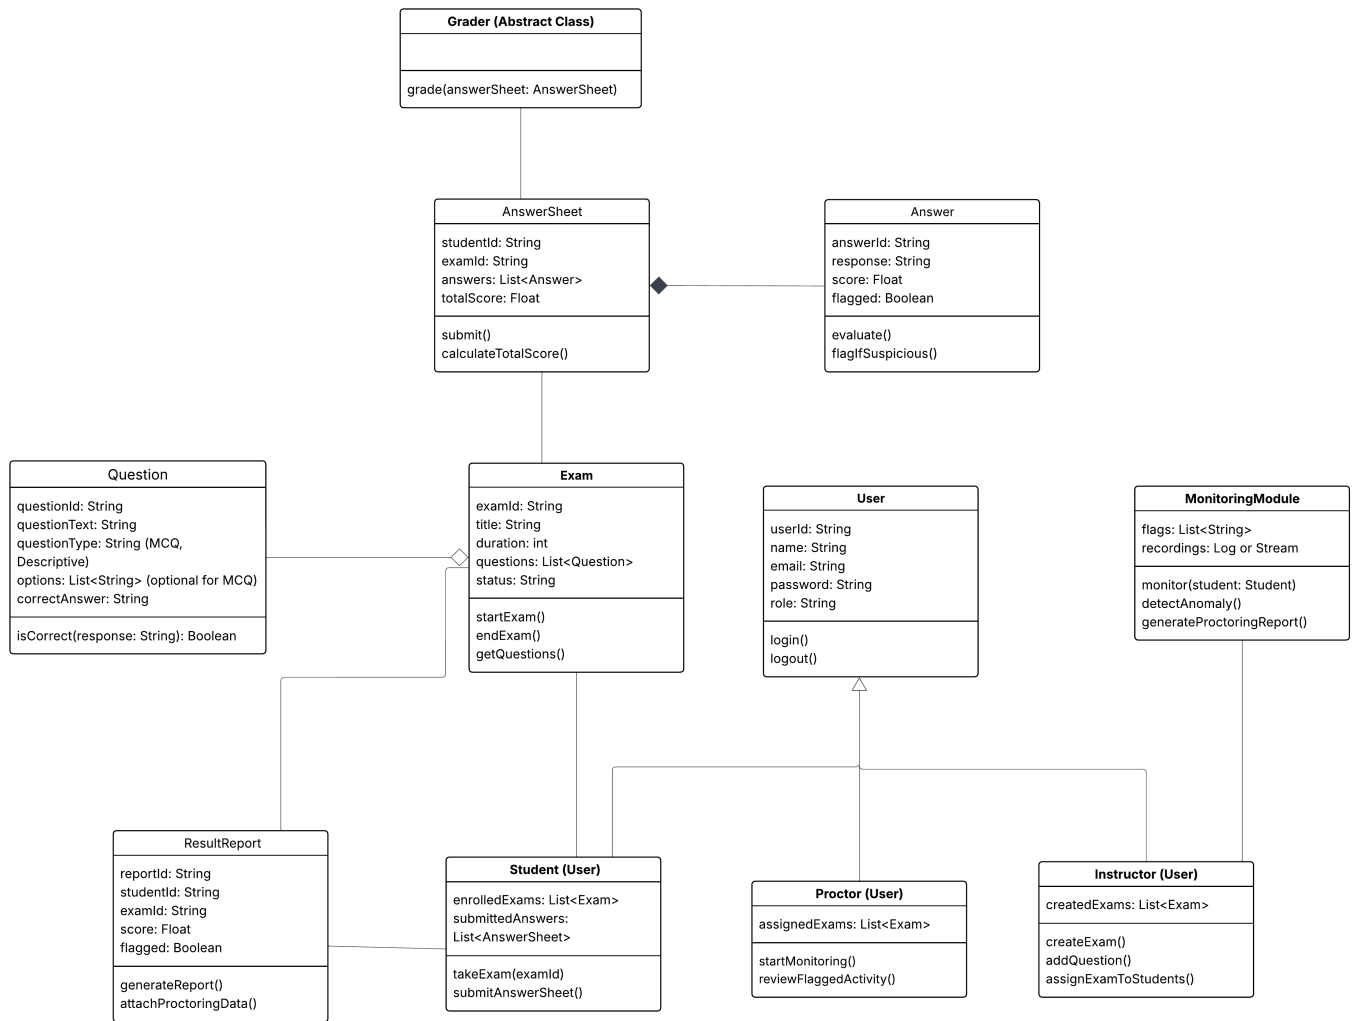 Grader (Abstract Class)
grade(answerSheet: AnswerSheet)
AnswerSheet
studentId: String
examId: String
answers: List<Answer>
totalScore: Float
submit()
calculateTotalScore()
Answer
answerId: String
response: String
score: Float
flagged: Boolean
evaluate()
flagIfSuspicious()
Question
questionId: String
questionText: String
questionType: String (MCQ,
Descriptive)
options: List<String> (optional for MCQ)
correctAnswer: String
isCorrect(response: String): Boolean
Exam
examId: String
title: String
duration: int
questions: List<Question>
status: String
startExam()
endExam()
getQuestions()
User
userId: String
name: String
email: String
password: String
role: String
login()
logout()
MonitoringModule
flags: List<String>
recordings: Log or Stream
monitor(student: Student)
detectAnomaly()
generateProctoringReport()
ResultReport
reportId: String
studentId: String
examId: String
score: Float
flagged: Boolean
generateReport()
attachProctoringData()
Student (User)
enrolledExams: List<Exam>
submittedAnswers:
List<AnswerSheet>
takeExam(examId)
submitAnswerSheet()
Proctor (User)
assignedExams: List<Exam>
startMonitoring()
reviewFlaggedActivity()
Instructor (User)
createdExams: List<Exam>
createExam()
addQuestion()
assignExamToStudents()